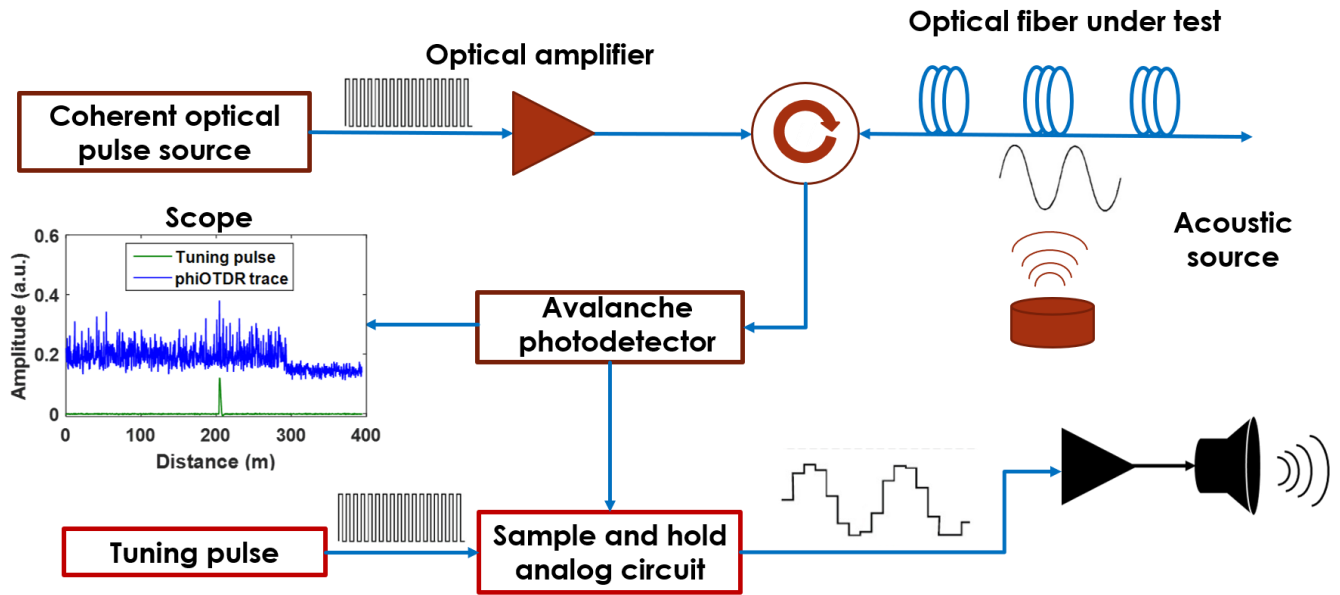 Optical fiber under test
Optical amplifier
Coherent optical
pulse source
Scope
Acoustic
source
0.6
Tuning pulse
phiOTDR trace
0.4
0.2
0
Amplitude (a.u.)
0 100 200 300 400
Distance (m)
Avalanche
photodetector
Tuning pulse
Sample and hold
analog circuit